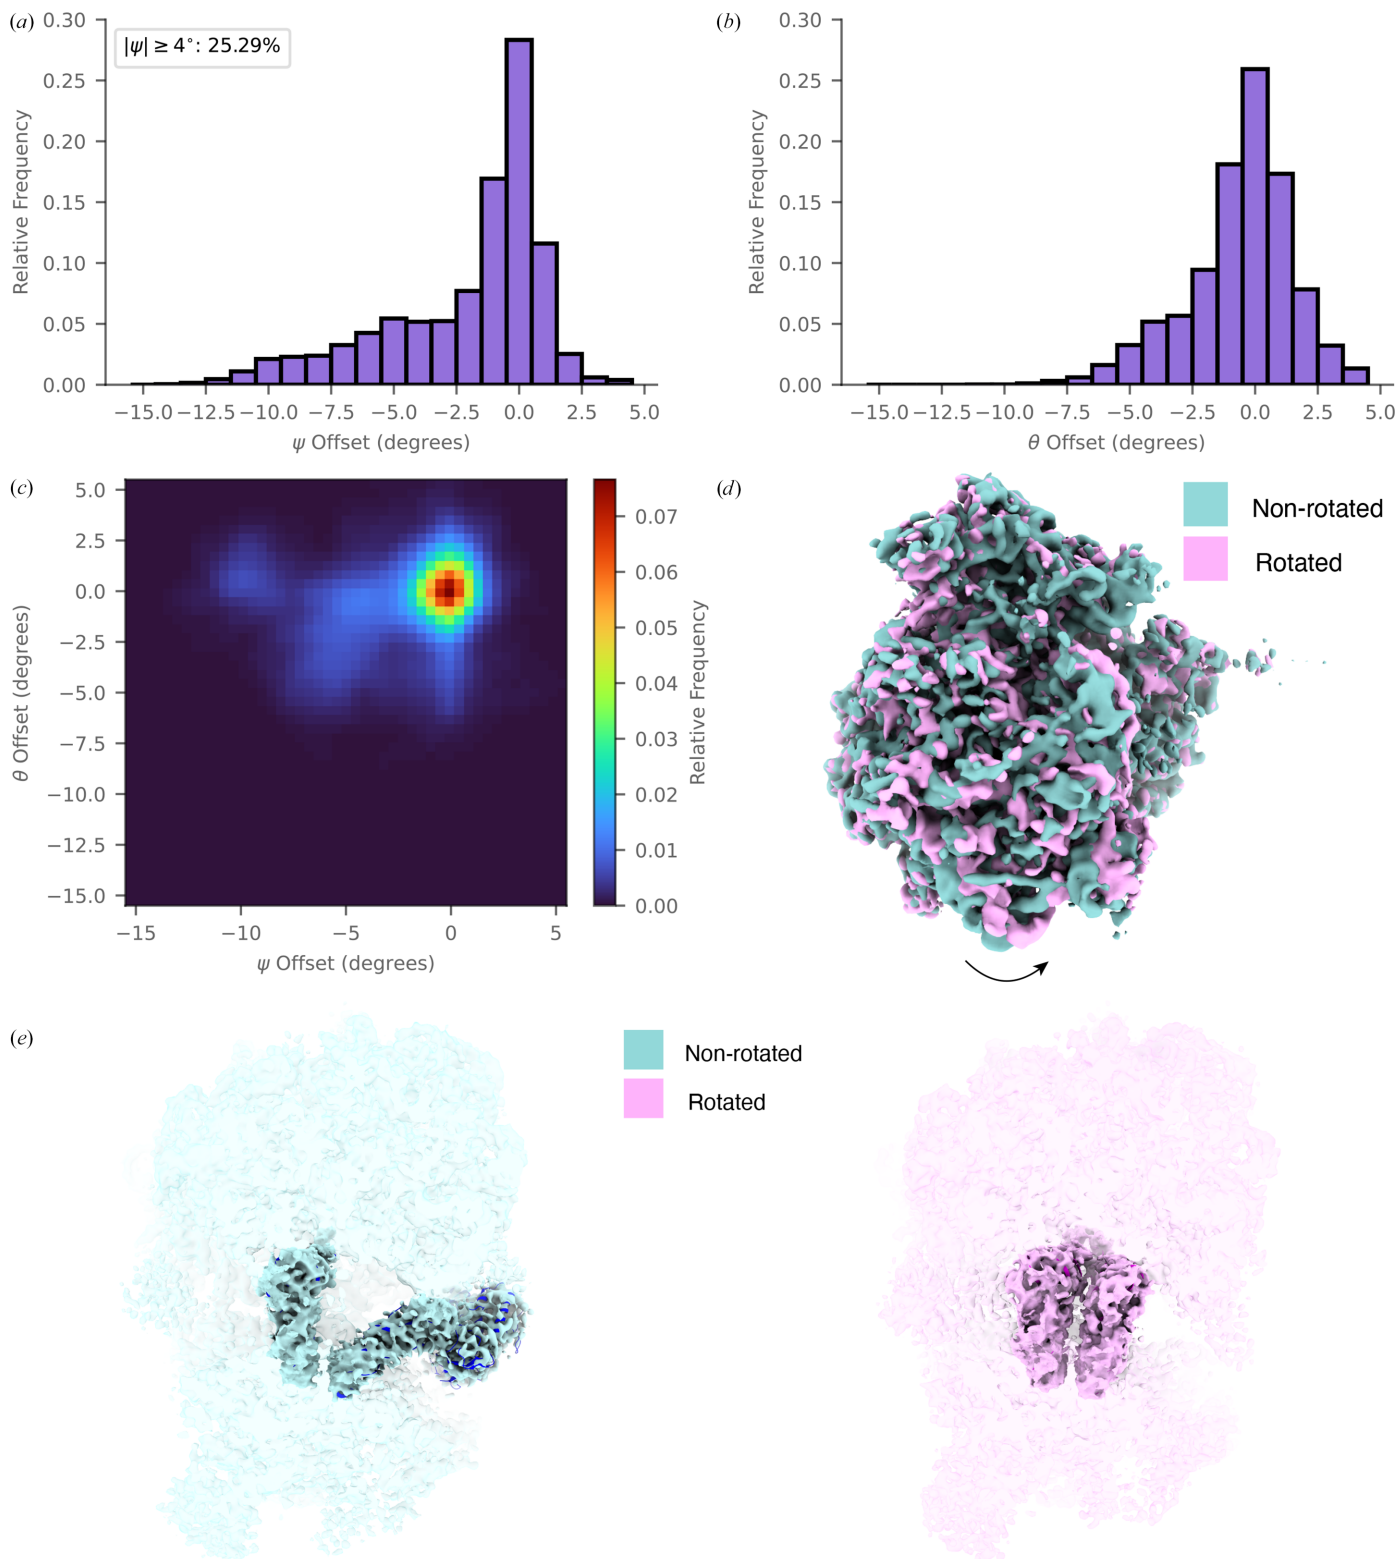 (a)
|ψ| ≥ 4°: 25.29%
0.30
0.25
0.20
0.15
0.10
0.05
0.00
Relative Frequency
−15.0 −12.5 −10.0 −7.5 −5.0 −2.5 0.0 2.5 5.0
ψ Offset (degrees)
(b)
0.30
0.25
0.20
0.15
0.10
0.05
0.00
Relative Frequency
−15.0 −12.5 −10.0 −7.5 −5.0 −2.5 0.0 2.5 5.0
θ Offset (degrees)
(c)
5.0
2.5
0.0
−2.5
−5.0
−7.5
−10.0
−12.5
−15.0
θ Offset (degrees)
−15 −10 −5 0 5
ψ Offset (degrees)
0.07
0.06
0.05
0.04
0.03
0.02
0.01
0.00
Relative Frequency
(d)
Non-rotated
Rotated
(e)
Non-rotated
Rotated